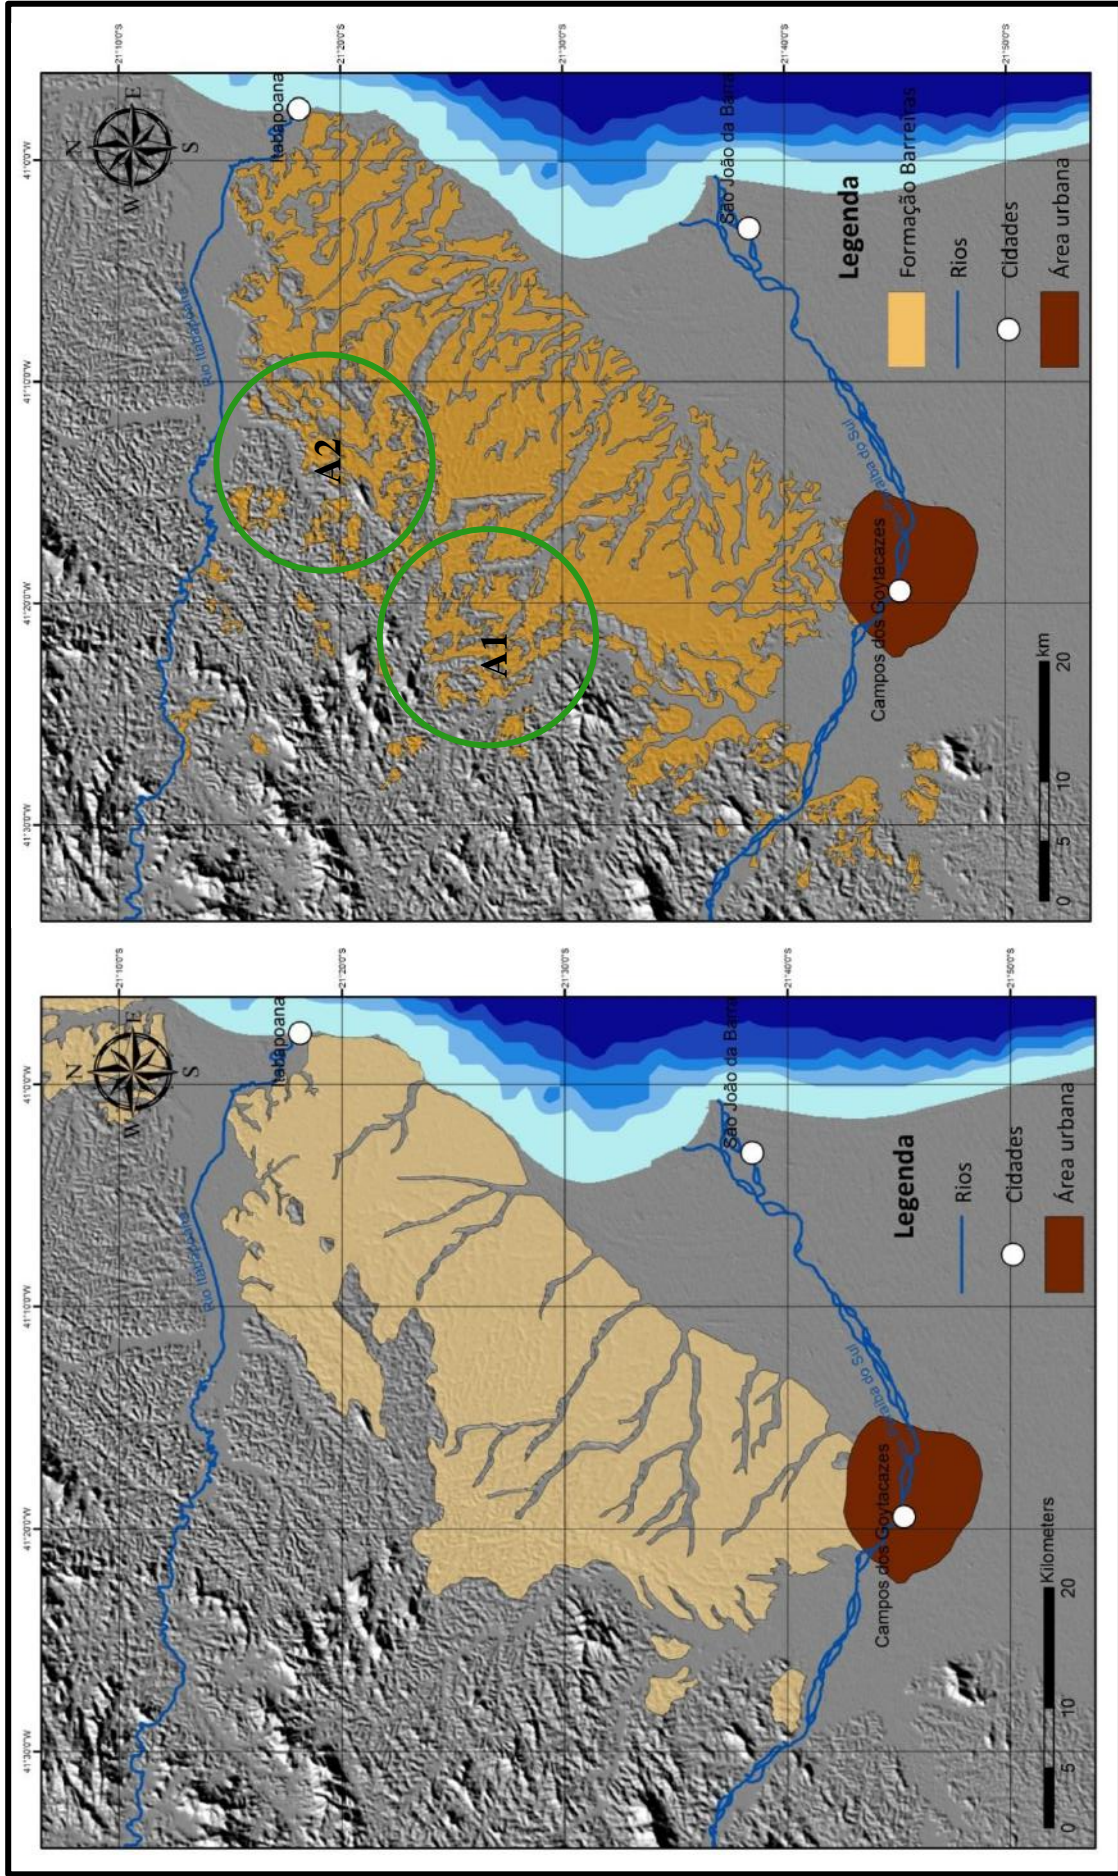 41°30'0"W 41°20'0"W 41°10'0"W 41°0'0"W
N
W E
S
21°10'0"S
Rio Itabapoana
Itabapoana
21°20'0"S
21°30'0"S
21°40'0"S
São João da Barra
aíba do Sul
Campos dos Goytacazes
21°50'0"S
Legenda
Rios
Cidades
Área urbana
0 5 10 20
Kilometers
41°30'0"W 41°20'0"W 41°10'0"W 41°0'0"W
N
W E
S
21°10'0"S
Rio Itabapoana
Itabapoana
21°20'0"S
A2
A1
21°30'0"S
21°40'0"S
São João da Barra
aíba do Sul
Campos dos Goytacazes
21°50'0"S
Legenda
Formação Barreiras
Rios
Cidades
Área urbana
0 5 10 20
km